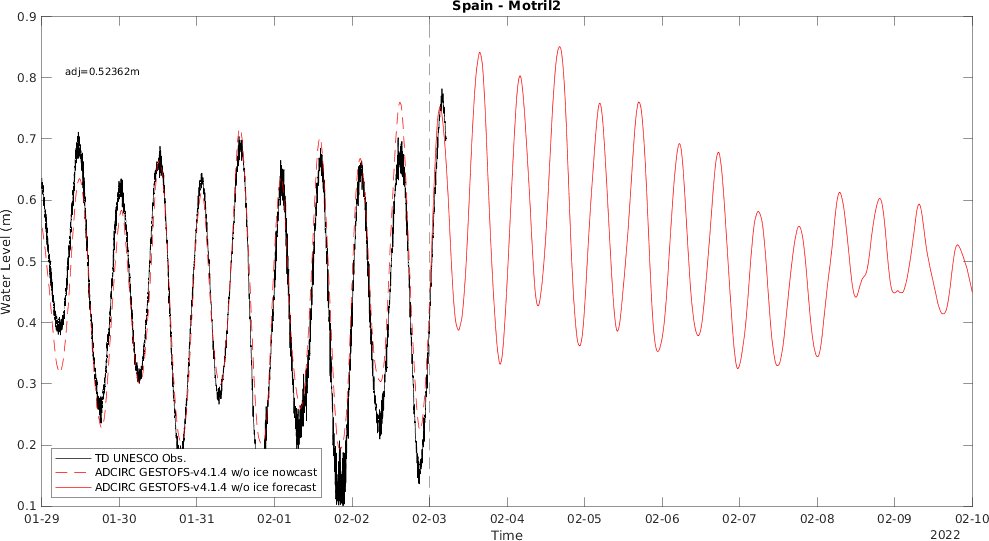 Spain - Motril2
0.9
0.8
0.7
0.6
0.5
0.4
0.3
0.2
0.1
Water Level (m)
adj=0.52362m
TD UNESCO Obs.
ADCIRC GESTOFS-v4.1.4 w/o ice nowcast
ADCIRC GESTOFS-v4.1.4 w/o ice forecast
01-29 01-30 01-31 02-01 02-02 02-03 02-04 02-05 02-06 02-07 02-08 02-09 02-10
Time
2022